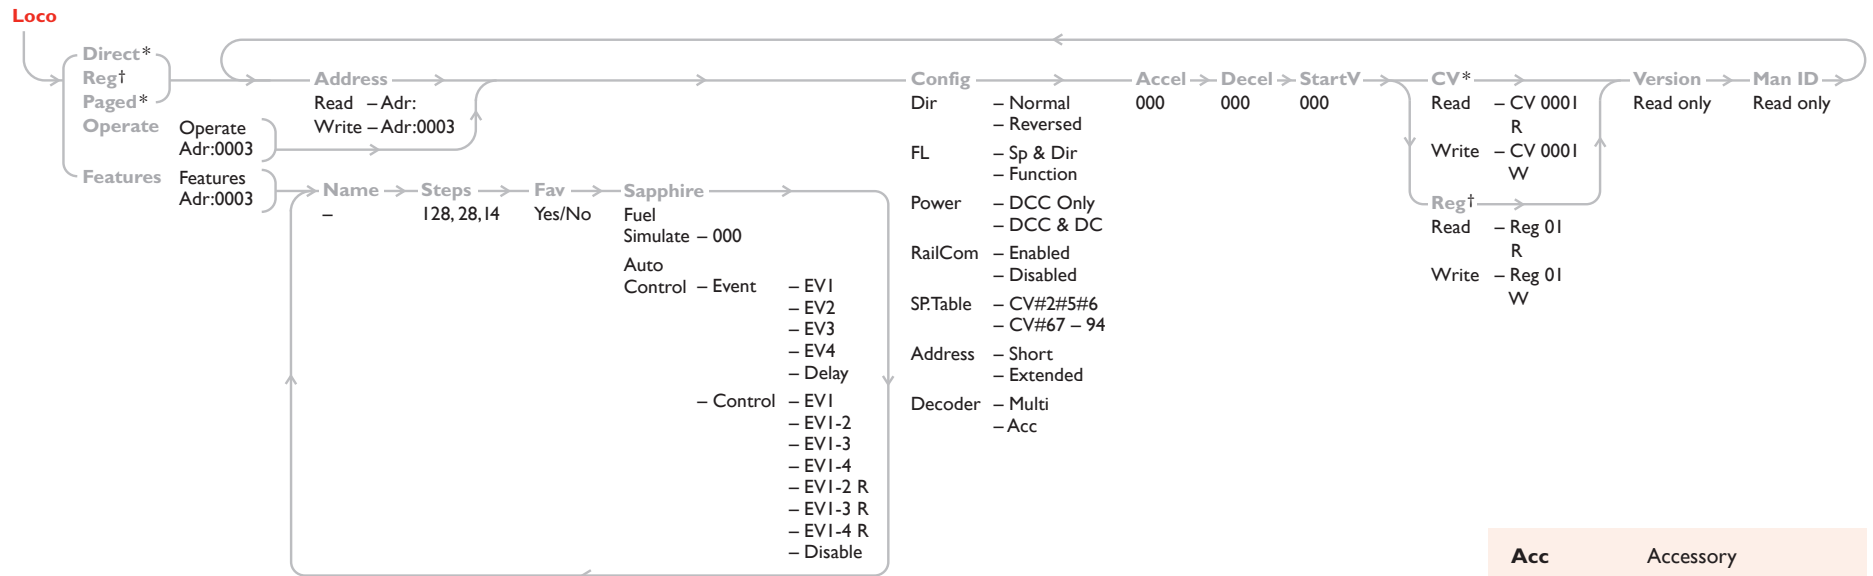 Loco
Direct*
Reg†
Paged*
Operate
Operate
Adr:0003
Features
Features
Adr:0003
Address
Read – Adr:
Write – Adr:0003
Name
–
Steps
128, 28,14
Fav
Yes/No
Sapphire
Fuel
Simulate – 000
Auto
Control – Event – EV1
– EV2
– EV3
– EV4
– Delay
– Control – EV1
– EV1-2
– EV1-3
– EV1-4
– EV1-2 R
– EV1-3 R
– EV1-4 R
– Disable
Config
Dir – Normal
– Reversed
FL – Sp & Dir
– Function
Power – DCC Only
– DCC & DC
RailCom – Enabled
– Disabled
SP.Table – CV#2#5#6
– CV#67 – 94
Address – Short
– Extended
Decoder – Multi
– Acc
Accel
000
Decel
000
StartV
000
CV*
Read – CV 0001
R
Write – CV 0001
W
Reg†
Read – Reg 01
R
Write – Reg 01
W
Version
Read only
Man ID
Read only
Acc Accessory